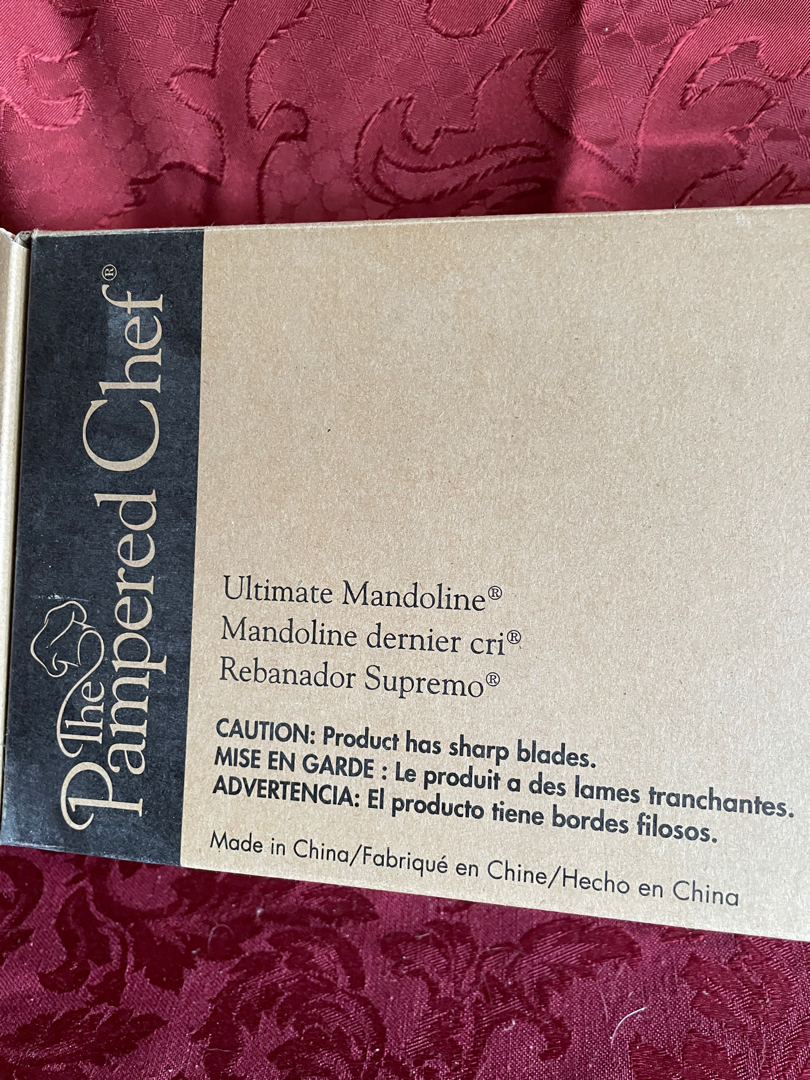 The
Pampered Chef®
Ultimate Mandoline®
Mandoline dernier cri®
Rebanador Supremo®
CAUTION: Product has sharp blades.
MISE EN GARDE : Le produit a des lames tranchantes.
ADVERTENCIA: El producto tiene bordes filosos.
Made in China/Fabriqué en Chine/Hecho en China